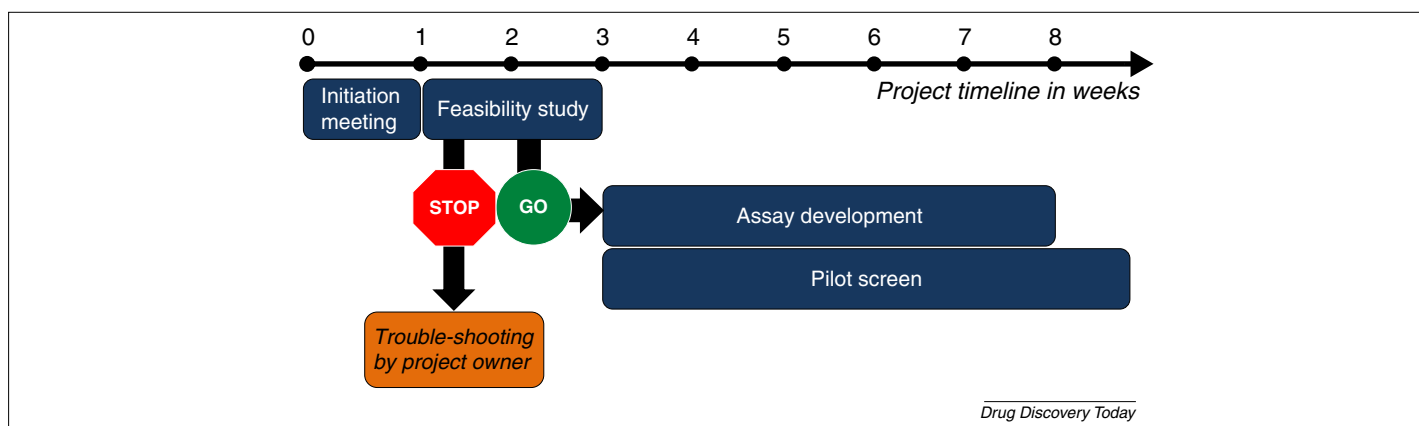 0 1 2 3 4 5 6 7 8
Project timeline in weeks
Initiation
meeting
Feasibility study
STOP
GO
Assay development
Pilot screen
Trouble-shooting
by project owner
Drug Discovery Today